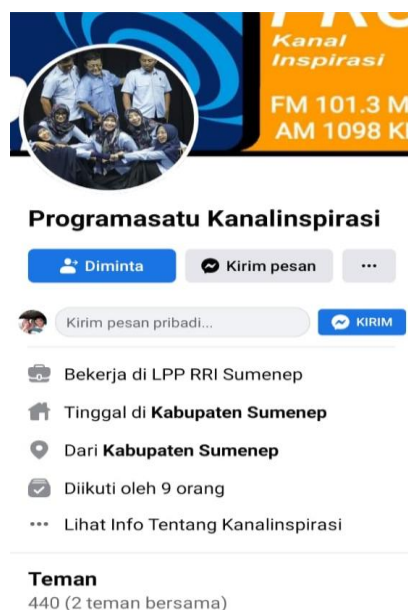 Kanal
Inspirasi
FM 101.3 M
AM 1098 K
Programasatu Kanalinspirasi
Diminta
Kirim pesan
Kirim pesan pribadi...
KIRIM
Bekerja di LPP RRI Sumenep
Tinggal di Kabupaten Sumenep
Dari Kabupaten Sumenep
Diikuti oleh 9 orang
Lihat Info Tentang Kanalinspirasi
Teman
440 (2 teman bersama)